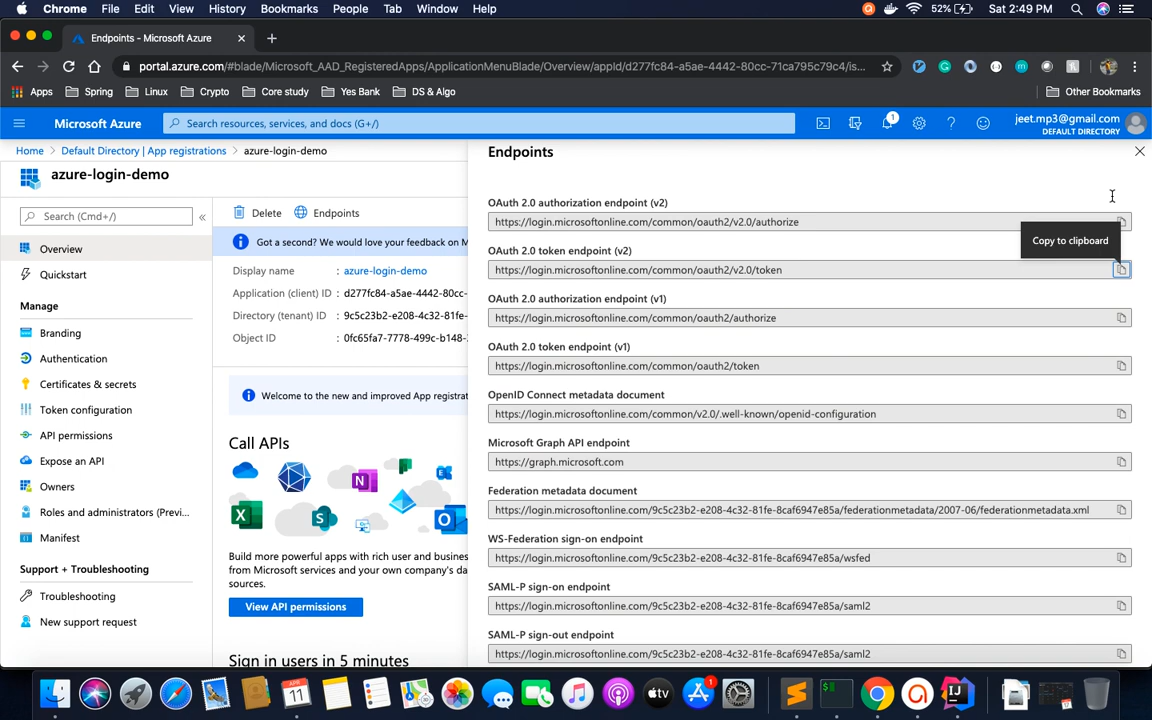 Chrome File Edit View History Bookmarks People Tab Window Help 52% Sat 2:49 PM
Endpoints - Microsoft Azure
portal.azure.com/#blade/Microsoft_AAD_RegisteredApps/ApplicationMenuBlade/Overview/appId/d277fc84-a5ae-4442-80cc-71ca795c79c4/is...
Apps Spring Linux Crypto Core study Yes Bank DS & Algo Other Bookmarks
Microsoft Azure Search resources, services, and docs (G+/) 1 jeet.mp3@gmail.com
DEFAULT DIRECTORY
Home > Default Directory | App registrations > azure-login-demo
azure-login-demo
Search (Cmd+/) «
Overview
Quickstart
Manage
Branding
Authentication
Certificates & secrets
Token configuration
API permissions
Expose an API
Owners
Roles and administrators (Previ...
Manifest
Support + Troubleshooting
Troubleshooting
New support request
Delete Endpoints
Got a second? We would love your feedback on M
Display name : azure-login-demo
Application (client) ID : d277fc84-a5ae-4442-80cc-
Directory (tenant) ID : 9c5c23b2-e208-4c32-81fe-
Object ID : 0fc65fa7-7778-499c-b148-
Welcome to the new and improved App registrat
Call APIs
Build more powerful apps with rich user and busines
from Microsoft services and your own company's da
sources.
View API permissions
Sign in users in 5 minutes
Endpoints
OAuth 2.0 authorization endpoint (v2)
https://login.microsoftonline.com/common/oauth2/v2.0/authorize
Copy to clipboard
OAuth 2.0 token endpoint (v2)
https://login.microsoftonline.com/common/oauth2/v2.0/token
OAuth 2.0 authorization endpoint (v1)
https://login.microsoftonline.com/common/oauth2/authorize
OAuth 2.0 token endpoint (v1)
https://login.microsoftonline.com/common/oauth2/token
OpenID Connect metadata document
https://login.microsoftonline.com/common/v2.0/.well-known/openid-configuration
Microsoft Graph API endpoint
https://graph.microsoft.com
Federation metadata document
https://login.microsoftonline.com/9c5c23b2-e208-4c32-81fe-8caf6947e85a/federationmetadata/2007-06/federationmetadata.xml
WS-Federation sign-on endpoint
https://login.microsoftonline.com/9c5c23b2-e208-4c32-81fe-8caf6947e85a/wsfed
SAML-P sign-on endpoint
https://login.microsoftonline.com/9c5c23b2-e208-4c32-81fe-8caf6947e85a/saml2
SAML-P sign-out endpoint
https://login.microsoftonline.com/9c5c23b2-e208-4c32-81fe-8caf6947e85a/saml2